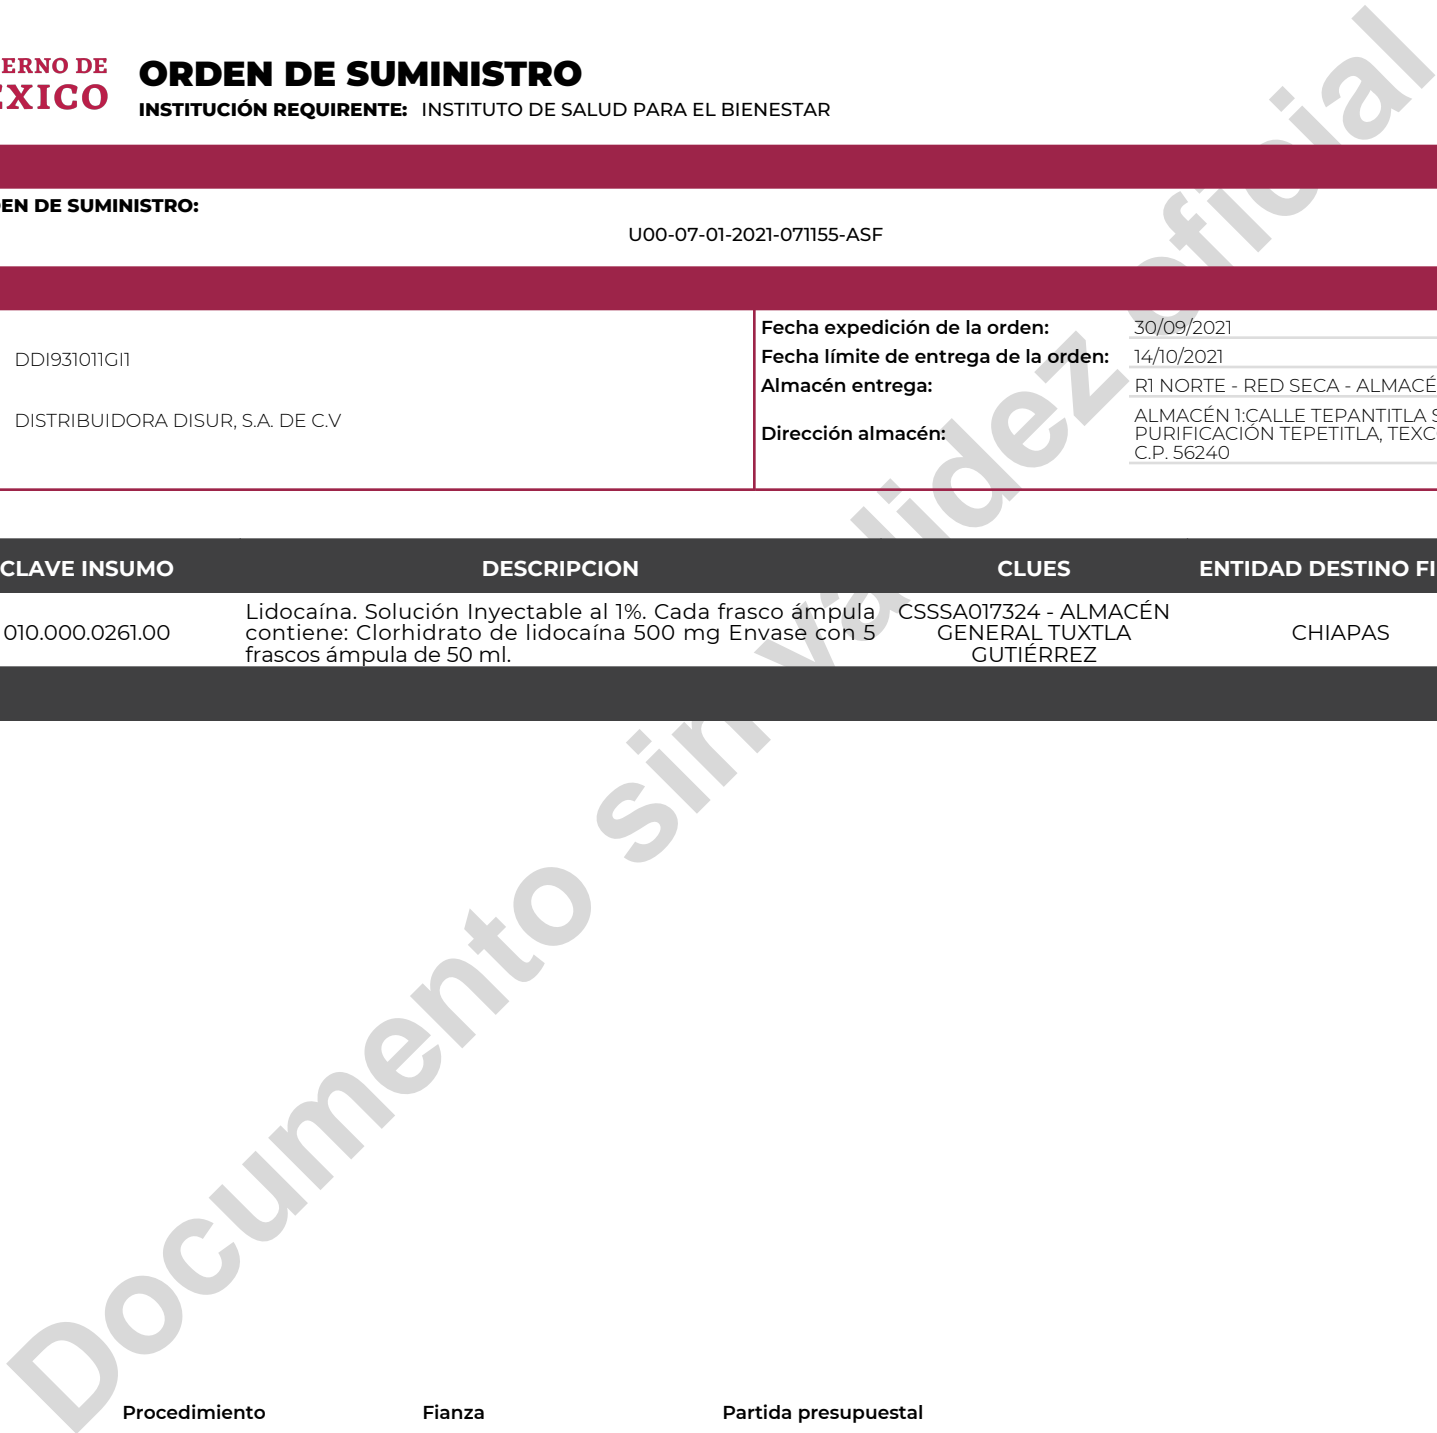 ERNO DE
ÉXICO
ORDEN DE SUMINISTRO
INSTITUCIÓN REQUIRENTE: INSTITUTO DE SALUD PARA EL BIENESTAR
EN DE SUMINISTRO:
U00-07-01-2021-071155-ASF
DDI931011GI1
DISTRIBUIDORA DISUR, S.A. DE C.V
Fecha expedición de la orden: 30/09/2021
Fecha límite de entrega de la orden: 14/10/2021
Almacén entrega: R1 NORTE - RED SECA - ALMACÉ
Dirección almacén: ALMACÉN 1:CALLE TEPANTITLA S
PURIFICACIÓN TEPETITLA, TEXC
C.P. 56240
CLAVE INSUMO DESCRIPCION CLUES ENTIDAD DESTINO FI
010.000.0261.00
Lidocaína. Solución Inyectable al 1%. Cada frasco ámpula
contiene: Clorhidrato de lidocaína 500 mg Envase con 5
frascos ámpula de 50 ml.
CSSSA017324 - ALMACÉN
GENERAL TUXTLA
GUTIÉRREZ
CHIAPAS
Documento sin validez oficial
Procedimiento Fianza Partida presupuestal